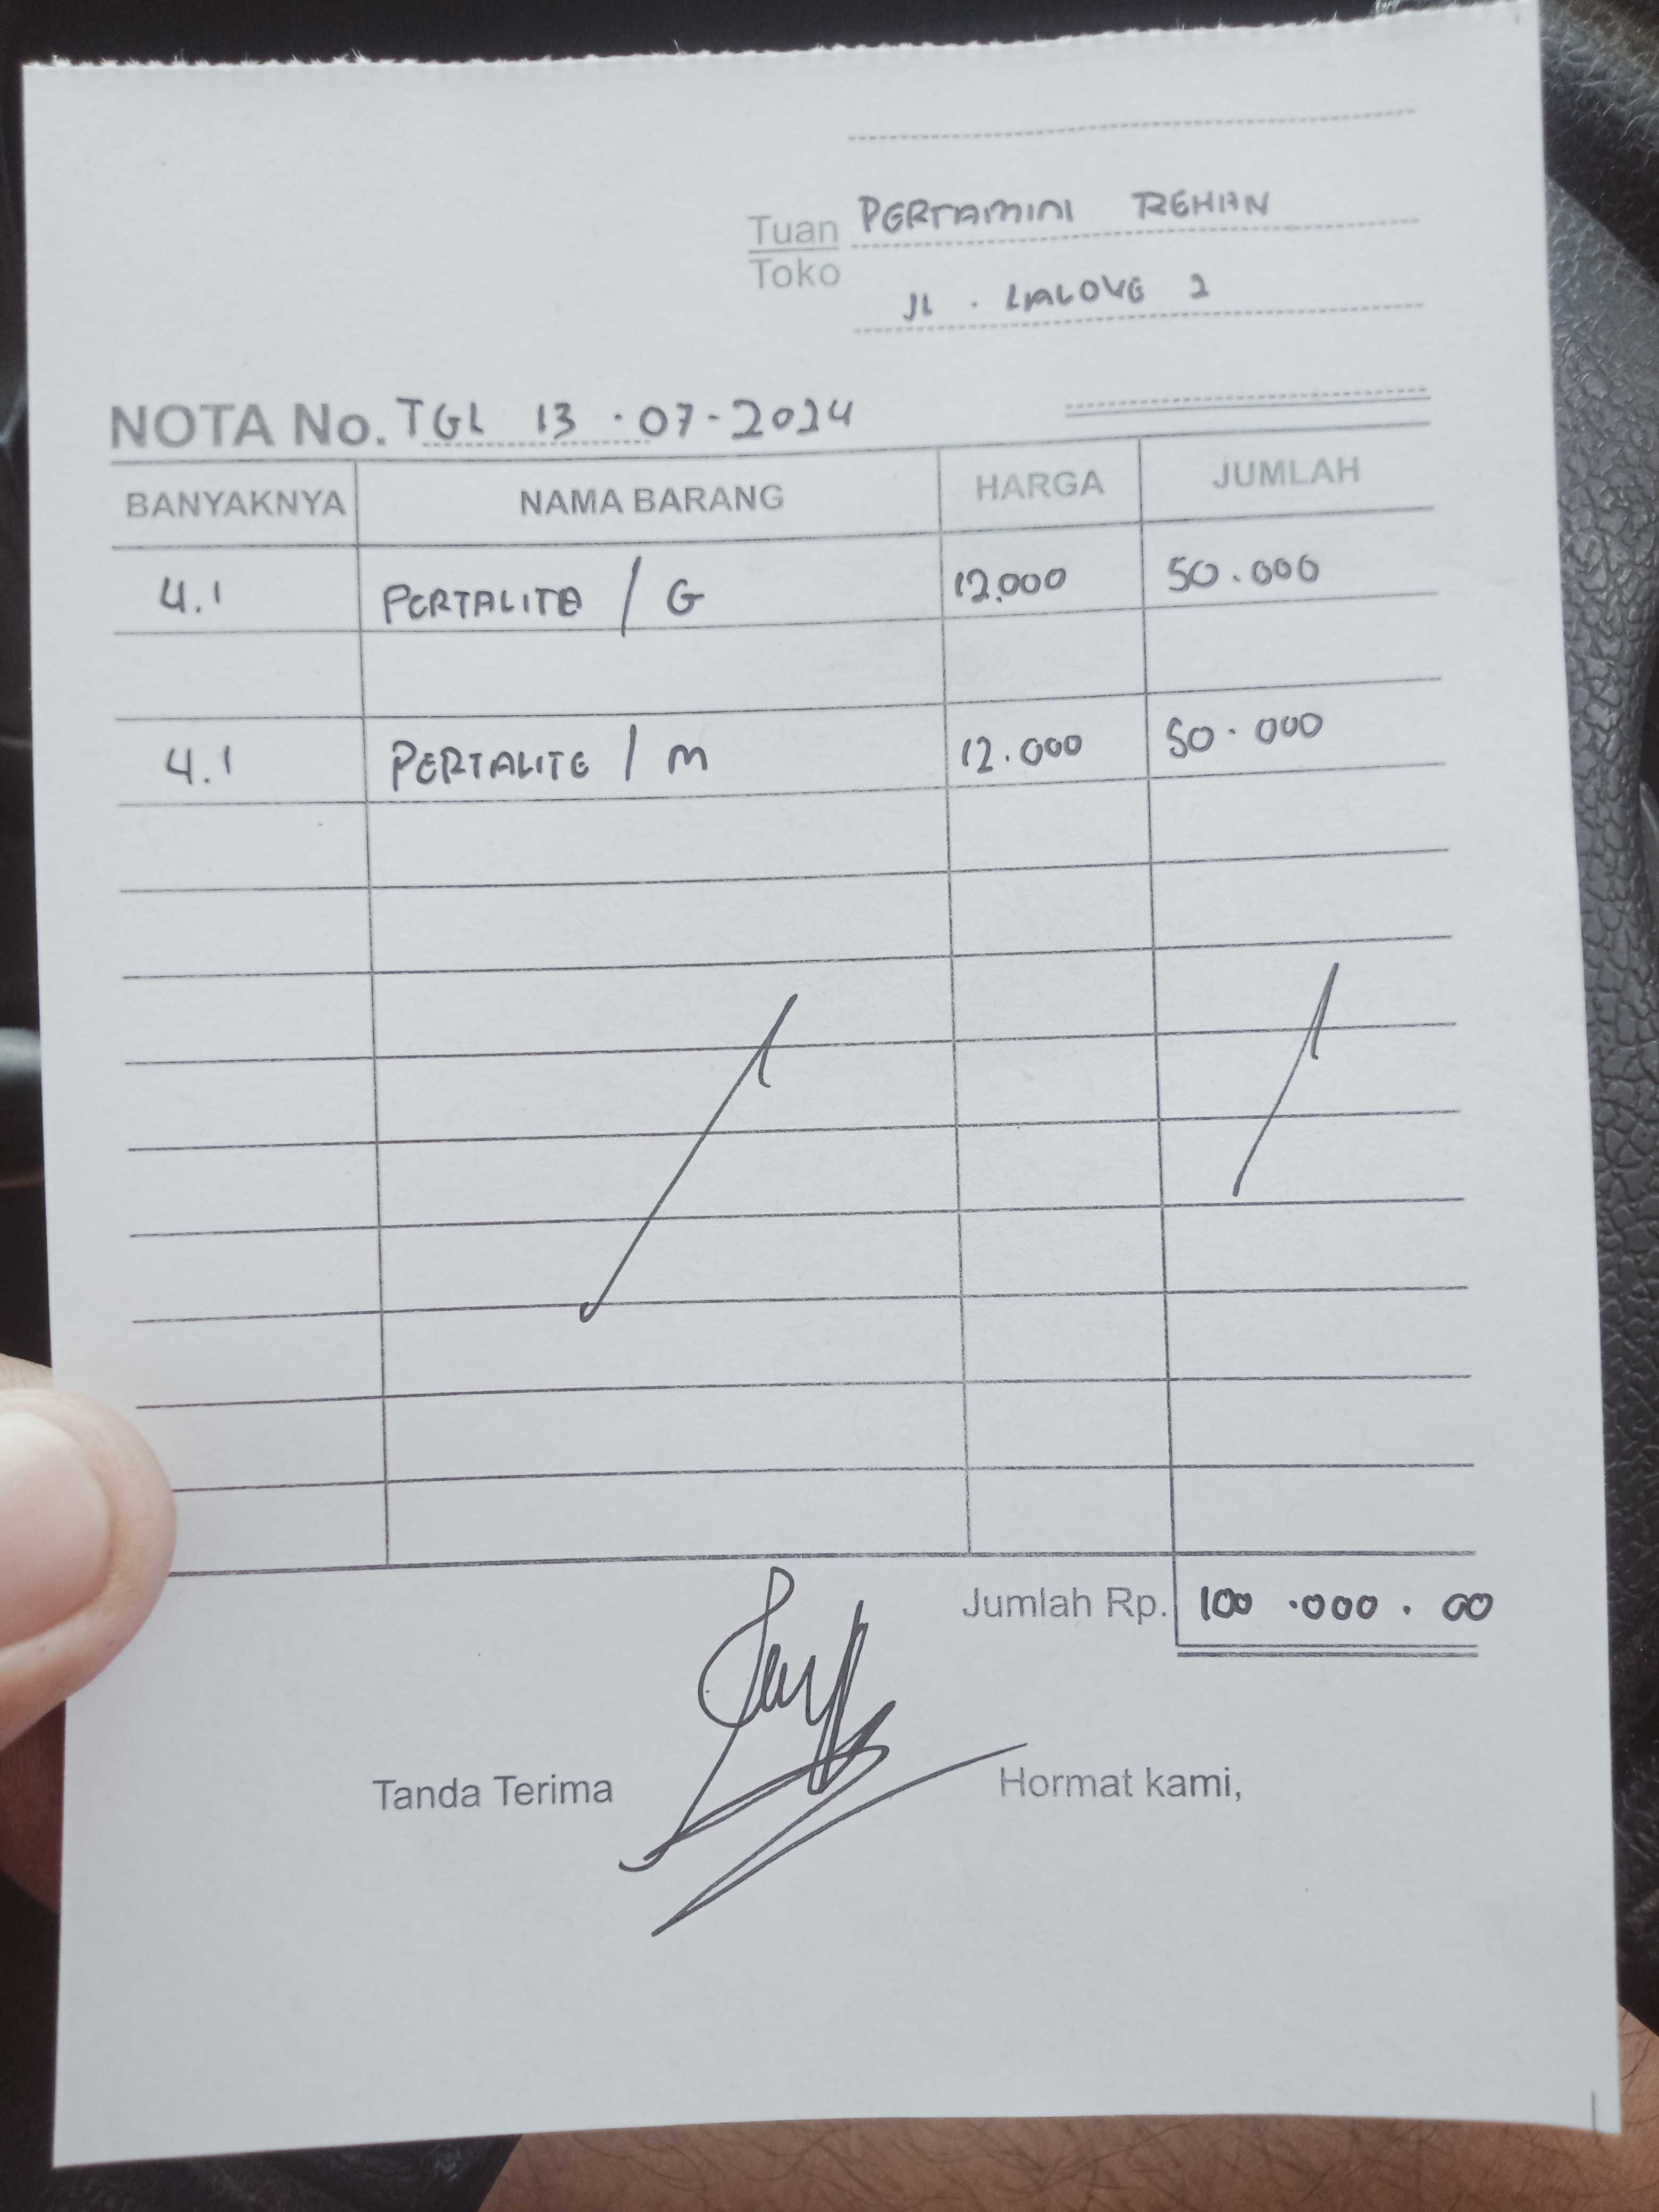 Tuan PERTAMINI REHAN
Toko
JL . LALOVE 2
NOTA No. TGL 13 . 07 - 2024
BANYAKNYA NAMA BARANG HARGA JUMLAH
4.1 PERTALITE / G 12.000 50.000
4.1 PERTALITE / M 12.000 50.000
Jumlah Rp. 100.000.00
Tanda Terima Hormat kami,